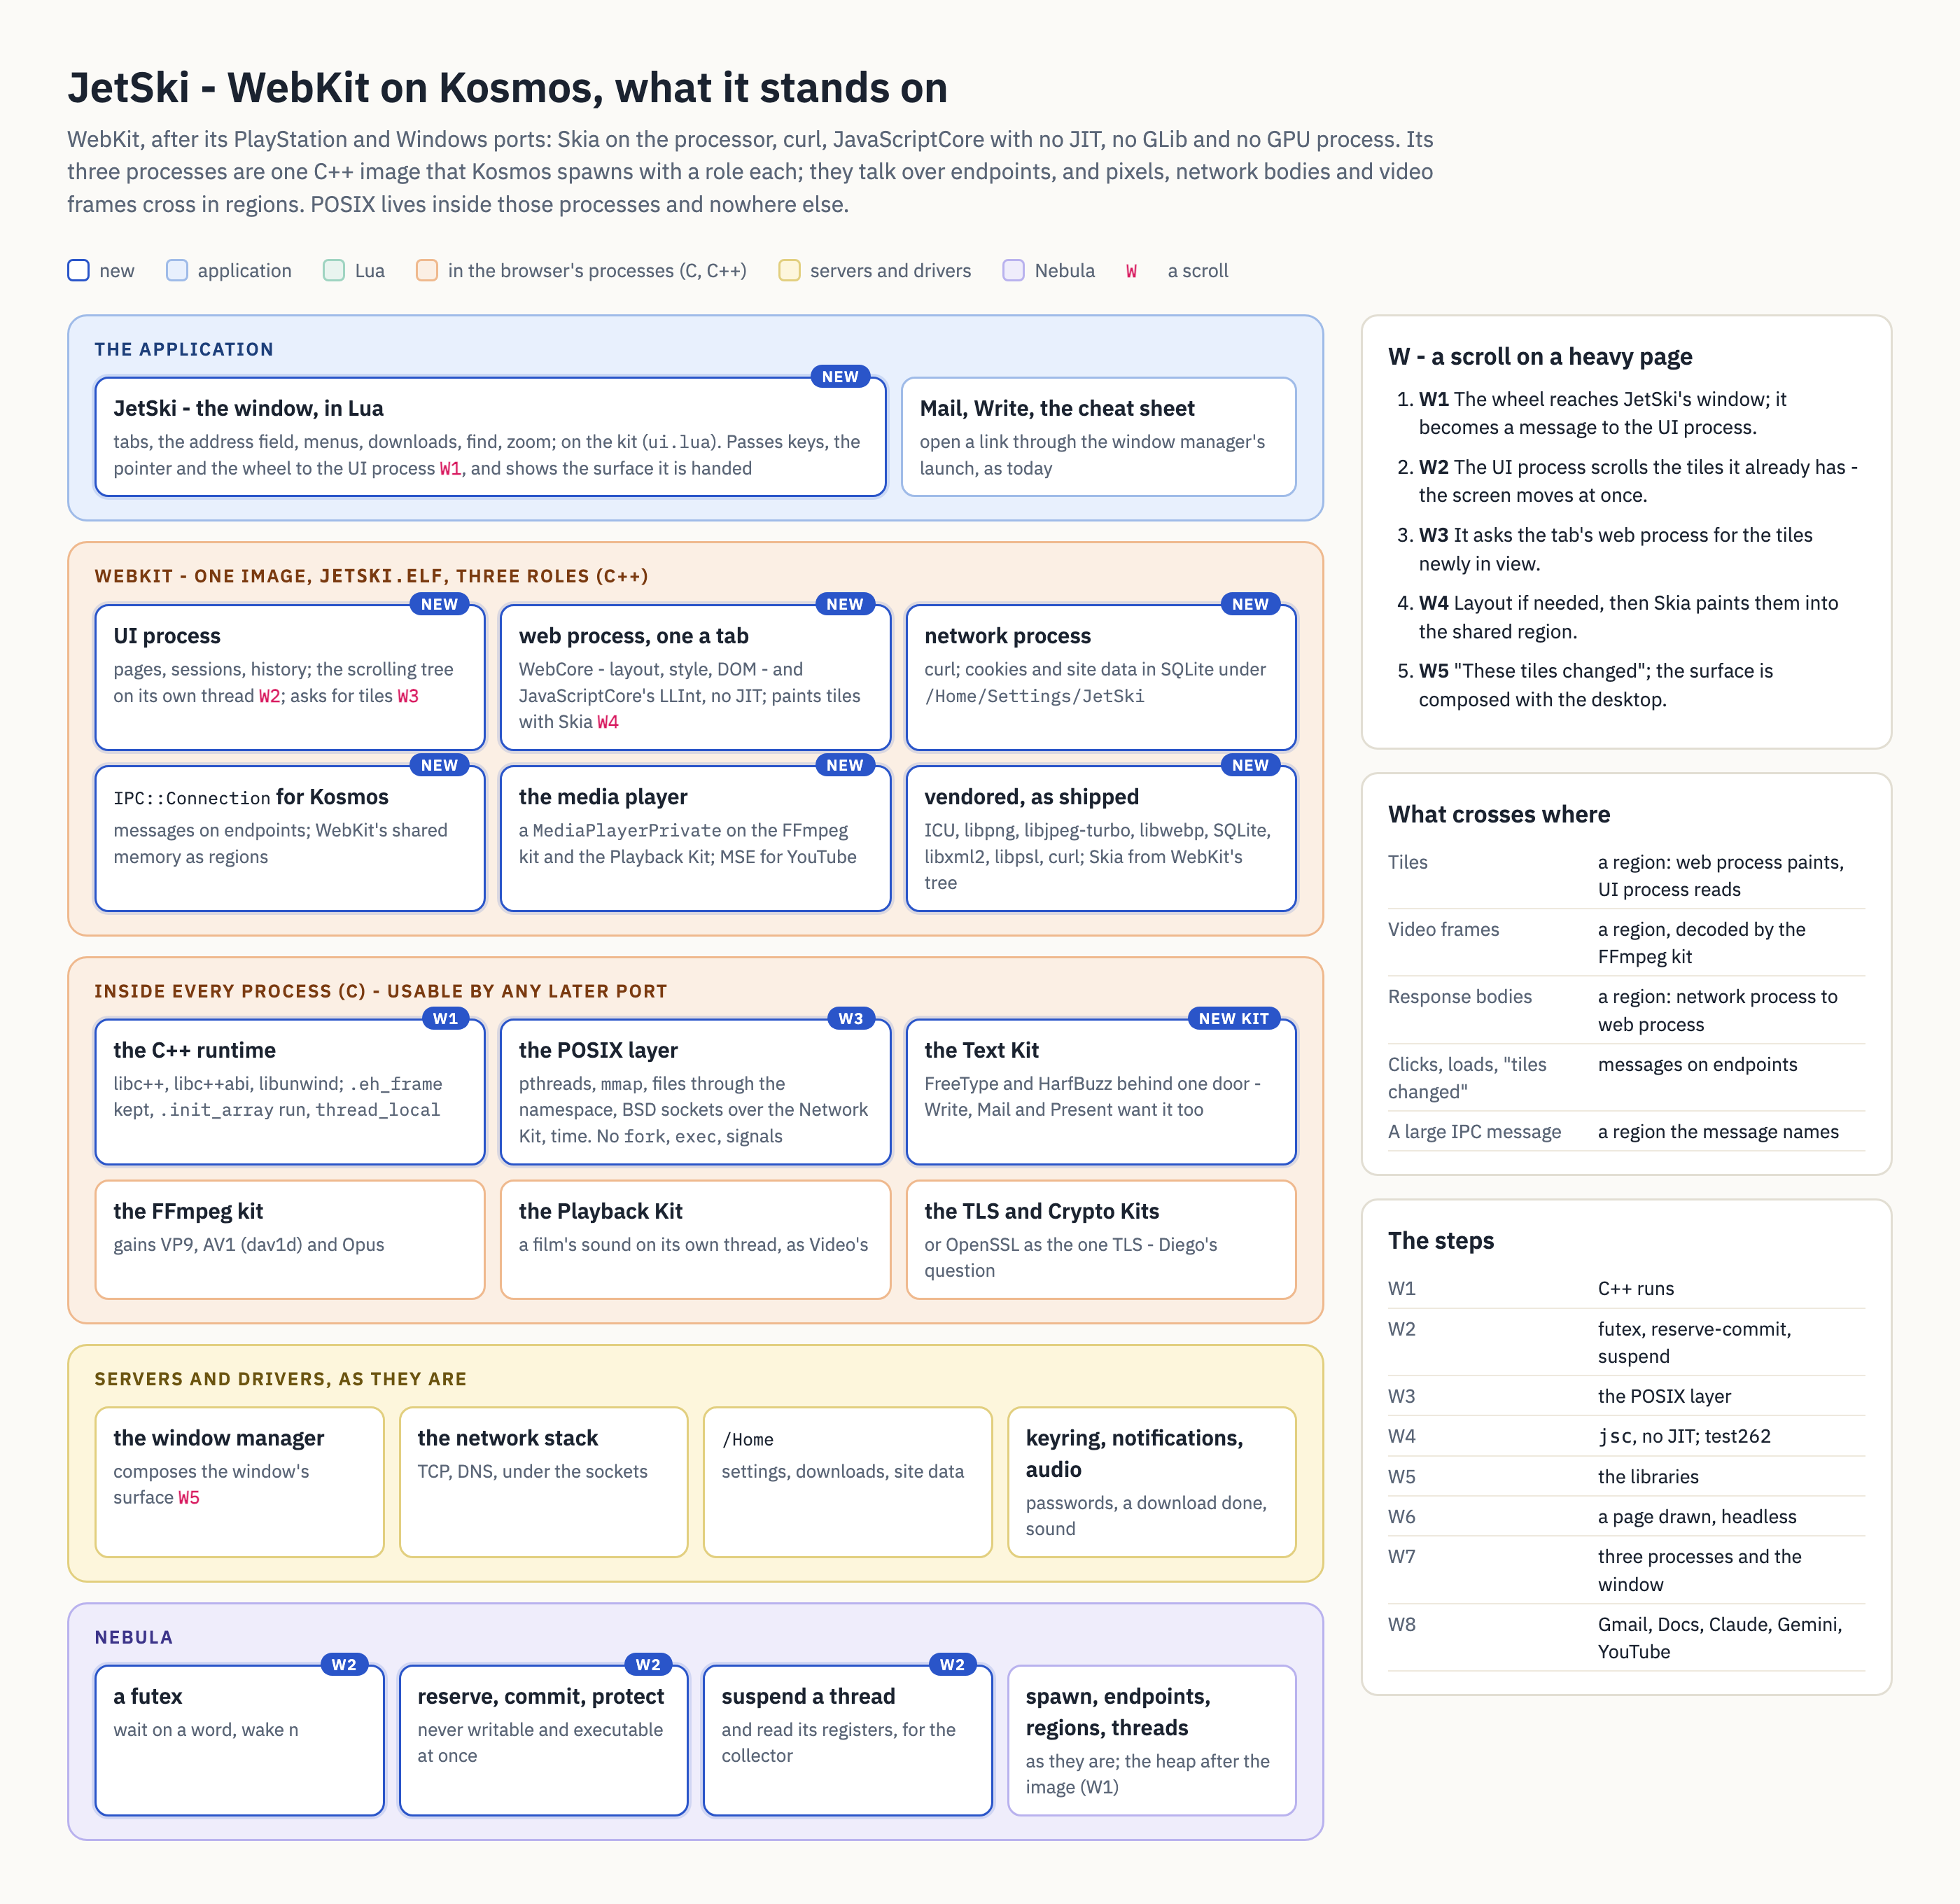 JetSki - WebKit on Kosmos, what it stands on
WebKit, after its PlayStation and Windows ports: Skia on the processor, curl, JavaScriptCore with no JIT, no GLib and no GPU process. Its
three processes are one C++ image that Kosmos spawns with a role each; they talk over endpoints, and pixels, network bodies and video
frames cross in regions. POSIX lives inside those processes and nowhere else.
new
application
Lua
in the browser's processes (C, C++)
servers and drivers
Nebula
W a scroll
THE APPLICATION
NEW
JetSki - the window, in Lua
tabs, the address field, menus, downloads, find, zoom; on the kit (ui.lua). Passes keys, the
pointer and the wheel to the UI process W1, and shows the surface it is handed
Mail, Write, the cheat sheet
open a link through the window manager's
launch, as today
WEBKIT - ONE IMAGE, JETSKI.ELF, THREE ROLES (C++)
NEW
UI process
pages, sessions, history; the scrolling tree
on its own thread W2; asks for tiles W3
NEW
web process, one a tab
WebCore - layout, style, DOM - and
JavaScriptCore's LLInt, no JIT; paints tiles
with Skia W4
NEW
network process
curl; cookies and site data in SQLite under
/Home/Settings/JetSki
NEW
IPC::Connection for Kosmos
messages on endpoints; WebKit's shared
memory as regions
NEW
the media player
a MediaPlayerPrivate on the FFmpeg
kit and the Playback Kit; MSE for YouTube
NEW
vendored, as shipped
ICU, libpng, libjpeg-turbo, libwebp, SQLite,
libxml2, libpsl, curl; Skia from WebKit's
tree
INSIDE EVERY PROCESS (C) - USABLE BY ANY LATER PORT
W1
the C++ runtime
libc++, libc++abi, libunwind; .eh_frame
kept, .init_array run, thread_local
W3
the POSIX layer
pthreads, mmap, files through the
namespace, BSD sockets over the Network
Kit, time. No fork, exec, signals
NEW KIT
the Text Kit
FreeType and HarfBuzz behind one door -
Write, Mail and Present want it too
the FFmpeg kit
gains VP9, AV1 (dav1d) and Opus
the Playback Kit
a film's sound on its own thread, as Video's
the TLS and Crypto Kits
or OpenSSL as the one TLS - Diego's
question
SERVERS AND DRIVERS, AS THEY ARE
the window manager
composes the window's
surface W5
the network stack
TCP, DNS, under the sockets
/Home
settings, downloads, site data
keyring, notifications,
audio
passwords, a download done,
sound
NEBULA
W2
a futex
wait on a word, wake n
W2
reserve, commit, protect
never writable and executable
at once
W2
suspend a thread
and read its registers, for the
collector
spawn, endpoints,
regions, threads
as they are; the heap after the
image (W1)
W - a scroll on a heavy page
1. W1 The wheel reaches JetSki's window; it
becomes a message to the UI process.
2. W2 The UI process scrolls the tiles it already has -
the screen moves at once.
3. W3 It asks the tab's web process for the tiles
newly in view.
4. W4 Layout if needed, then Skia paints them into
the shared region.
5. W5 "These tiles changed"; the surface is
composed with the desktop.
What crosses where
Tiles a region: web process paints,
UI process reads
Video frames a region, decoded by the
FFmpeg kit
Response bodies a region: network process to
web process
Clicks, loads, "tiles messages on endpoints
changed"
A large IPC message a region the message names
The steps
W1 C++ runs
W2 futex, reserve-commit,
suspend
W3 the POSIX layer
W4 jsc, no JIT; test262
W5 the libraries
W6 a page drawn, headless
W7 three processes and the
window
W8 Gmail, Docs, Claude, Gemini,
YouTube